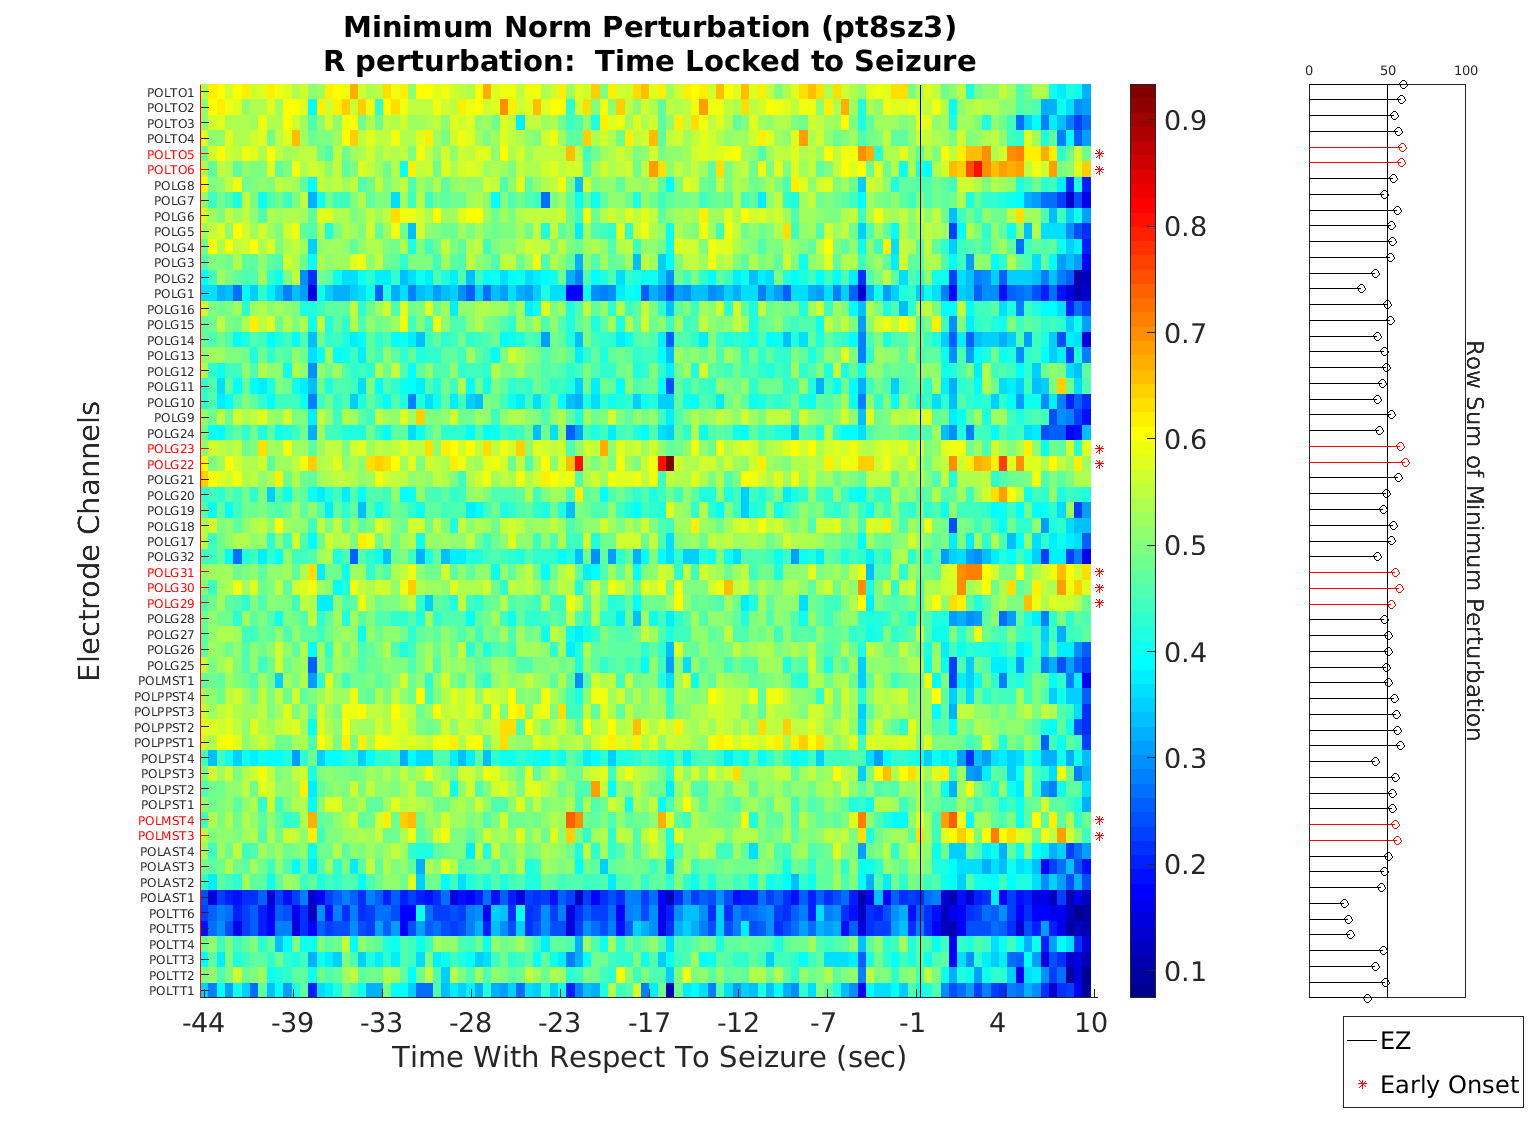 Minimum Norm Perturbation (pt8sz3)
R perturbation:  Time Locked to Seizure
Electrode Channels
POLTO1
POLTO2
POLTO3
POLTO4
POLTO5
POLTO6
POLG8
POLG7
POLG6
POLG5
POLG4
POLG3
POLG2
POLG1
POLG16
POLG15
POLG14
POLG13
POLG12
POLG11
POLG10
POLG9
POLG24
POLG23
POLG22
POLG21
POLG20
POLG19
POLG18
POLG17
POLG32
POLG31
POLG30
POLG29
POLG28
POLG27
POLG26
POLG25
POLMST1
POLPPST4
POLPPST3
POLPPST2
POLPPST1
POLPST4
POLPST3
POLPST2
POLPST1
POLMST4
POLMST3
POLAST4
POLAST3
POLAST2
POLAST1
POLTT6
POLTT5
POLTT4
POLTT3
POLTT2
POLTT1
-44 -39 -33 -28 -23 -17 -12 -7 -1 4 10
Time With Respect To Seizure (sec)
0.9
0.8
0.7
0.6
0.5
0.4
0.3
0.2
0.1
0 50 100
Row Sum of Minimum Perturbation
EZ
Early Onset